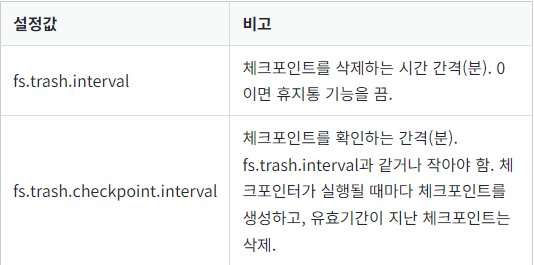 설정값 비고
fs.trash.interval
체크포인트를 삭제하는 시간 간격(분). 0
이면 휴지통 기능을 끔.
fs.trash.checkpoint.interval
체크포인트를 확인하는 간격(분).
fs.trash.interval과 같거나 작아야 함. 체
크포인터가 실행될 때마다 체크포인트를
생성하고, 유효기간이 지난 체크포인트는
삭제.